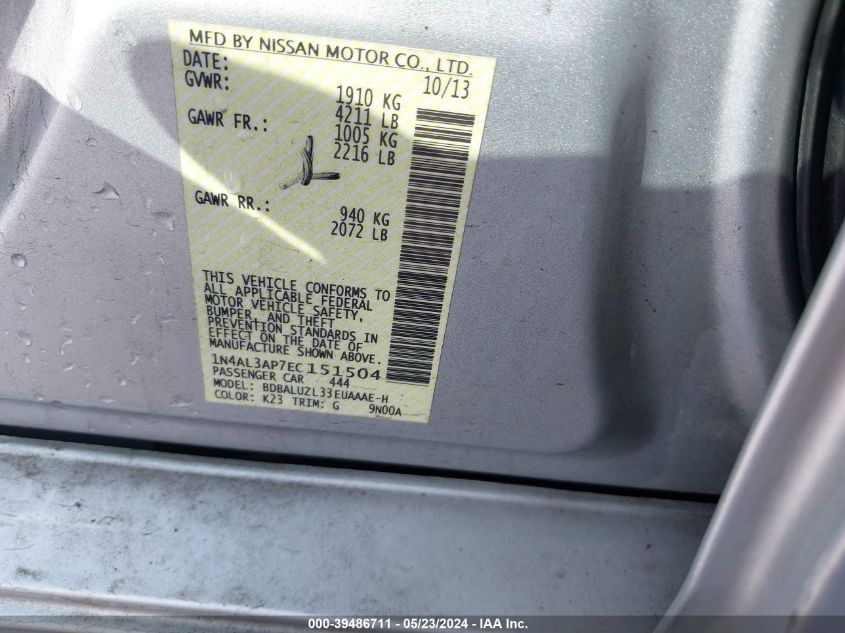 MFD BY NISSAN MOTOR CO., LTD.
DATE: 10/13
GVWR: 1910 KG
4211 LB
GAWR FR.: 1005 KG
2216 LB
GAWR RR.: 940 KG
2072 LB
THIS VEHICLE CONFORMS TO
ALL APPLICABLE FEDERAL
MOTOR VEHICLE SAFETY,
BUMPER, AND THEFT
PREVENTION STANDARDS IN
EFFECT ON THE DATE OF
MANUFACTURE SHOWN ABOVE.
1N4AL3AP7EC151504
PASSENGER CAR 444
MODEL: BDBALUZL33EUAAAE-H
COLOR: K23 TRIM: G 9N00A
000-39486711 - 05/23/2024 - IAA Inc.